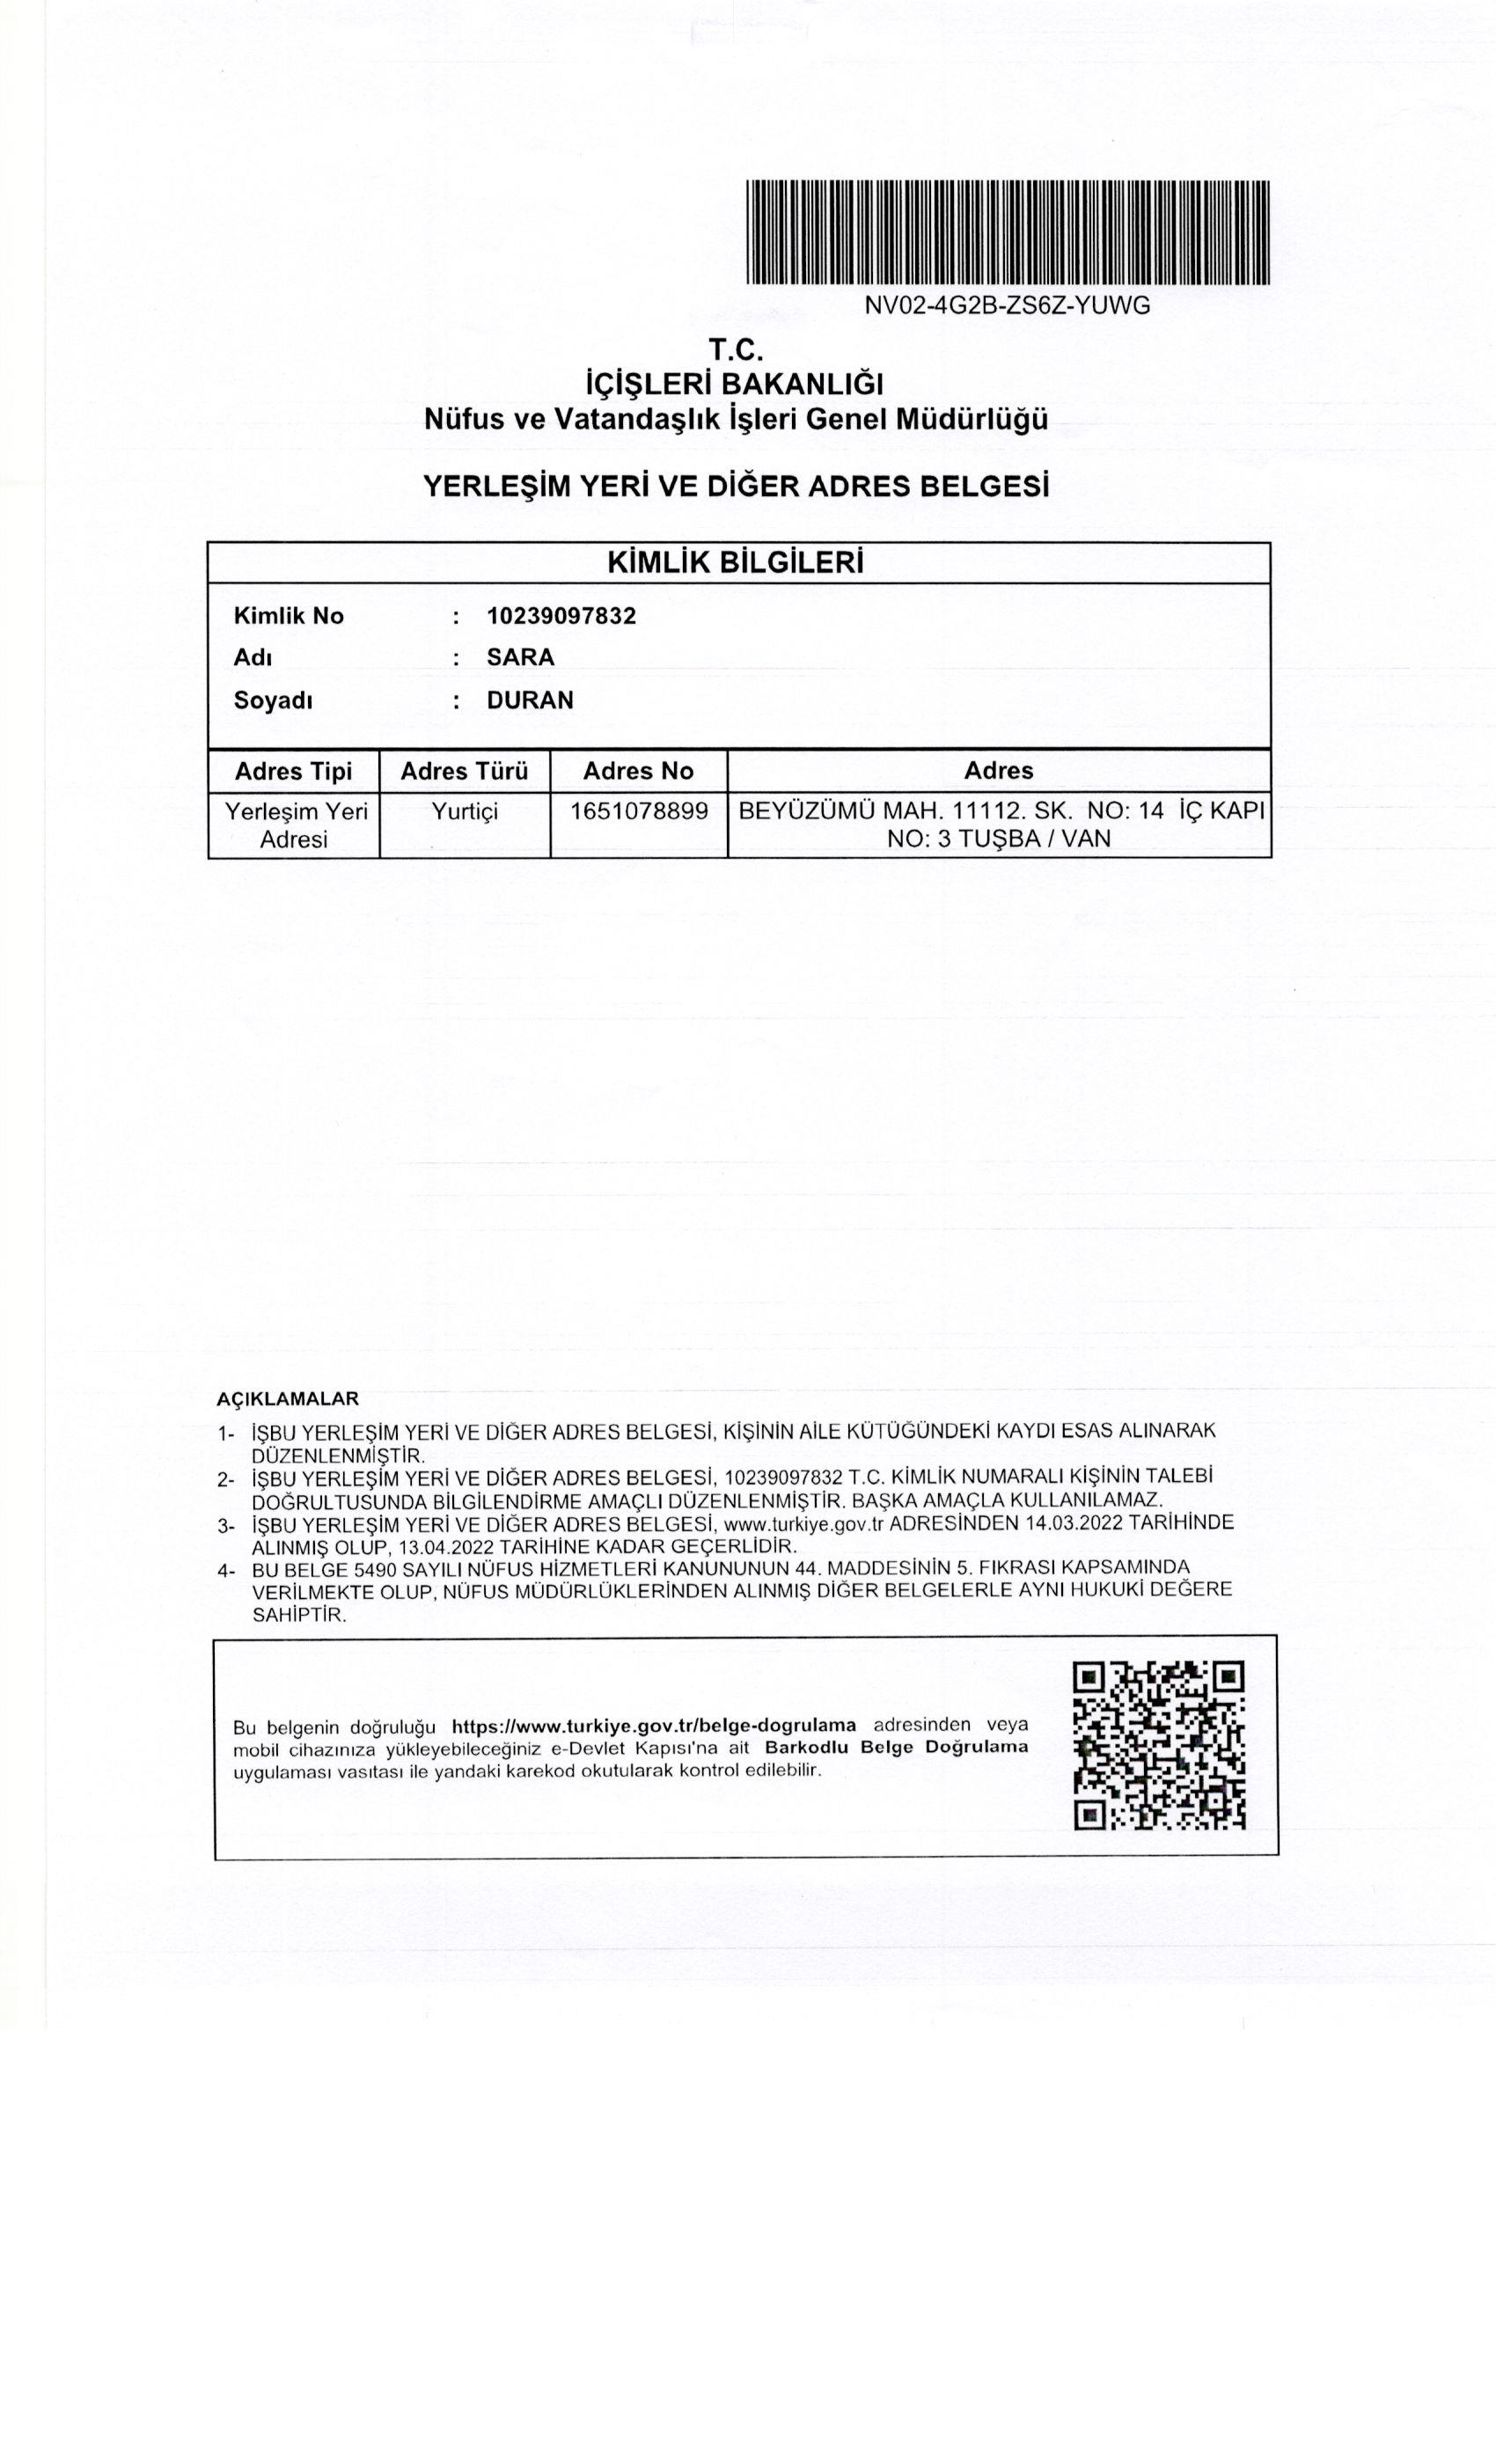 NV02-4G2B-ZS6Z-YUWG
T.C.
İÇİŞLERİ BAKANLIĞI
Nüfus ve Vatandaşlık İşleri Genel Müdürlüğü
YERLEŞİM YERİ VE DİĞER ADRES BELGESİ
KİMLİK BİLGİLERİ
Kimlik No : 10239097832
Adı : SARA
Soyadı : DURAN
Adres Tipi Adres Türü Adres No Adres
Yerleşim Yeri Yurtiçi 1651078899 BEYÜZÜMÜ MAH. 11112. SK. NO: 14 İÇ KAPI
Adresi NO: 3 TUŞBA / VAN
AÇIKLAMALAR
1- İŞBU YERLEŞİM YERİ VE DİĞER ADRES BELGESİ, KİŞİNİN AİLE KÜTÜĞÜNDEKİ KAYDI ESAS ALINARAK
DÜZENLENMİŞTİR.
2- İŞBU YERLEŞİM YERİ VE DİĞER ADRES BELGESİ, 10239097832 T.C. KİMLİK NUMARALI KİŞİNİN TALEBİ
DOĞRULTUSUNDA BİLGİLENDİRME AMAÇLI DÜZENLENMİŞTİR. BAŞKA AMAÇLA KULLANILAMAZ.
3- İŞBU YERLEŞİM YERİ VE DİĞER ADRES BELGESİ, www.turkiye.gov.tr ADRESİNDEN 14.03.2022 TARİHİNDE
ALINMIŞ OLUP, 13.04.2022 TARİHİNE KADAR GEÇERLİDİR.
4- BU BELGE 5490 SAYILI NÜFUS HİZMETLERİ KANUNUNUN 44. MADDESİNİN 5. FIKRASI KAPSAMINDA
VERİLMEKTE OLUP, NÜFUS MÜDÜRLÜKLERİNDEN ALINMIŞ DİĞER BELGELERLE AYNI HUKUKİ DEĞERE
SAHİPTİR.
Bu belgenin doğruluğu https://www.turkiye.gov.tr/belge-dogrulama adresinden veya
mobil cihazınıza yükleyebileceğiniz e-Devlet Kapısı'na ait Barkodlu Belge Doğrulama
uygulaması vasıtası ile yandaki karekod okutularak kontrol edilebilir.